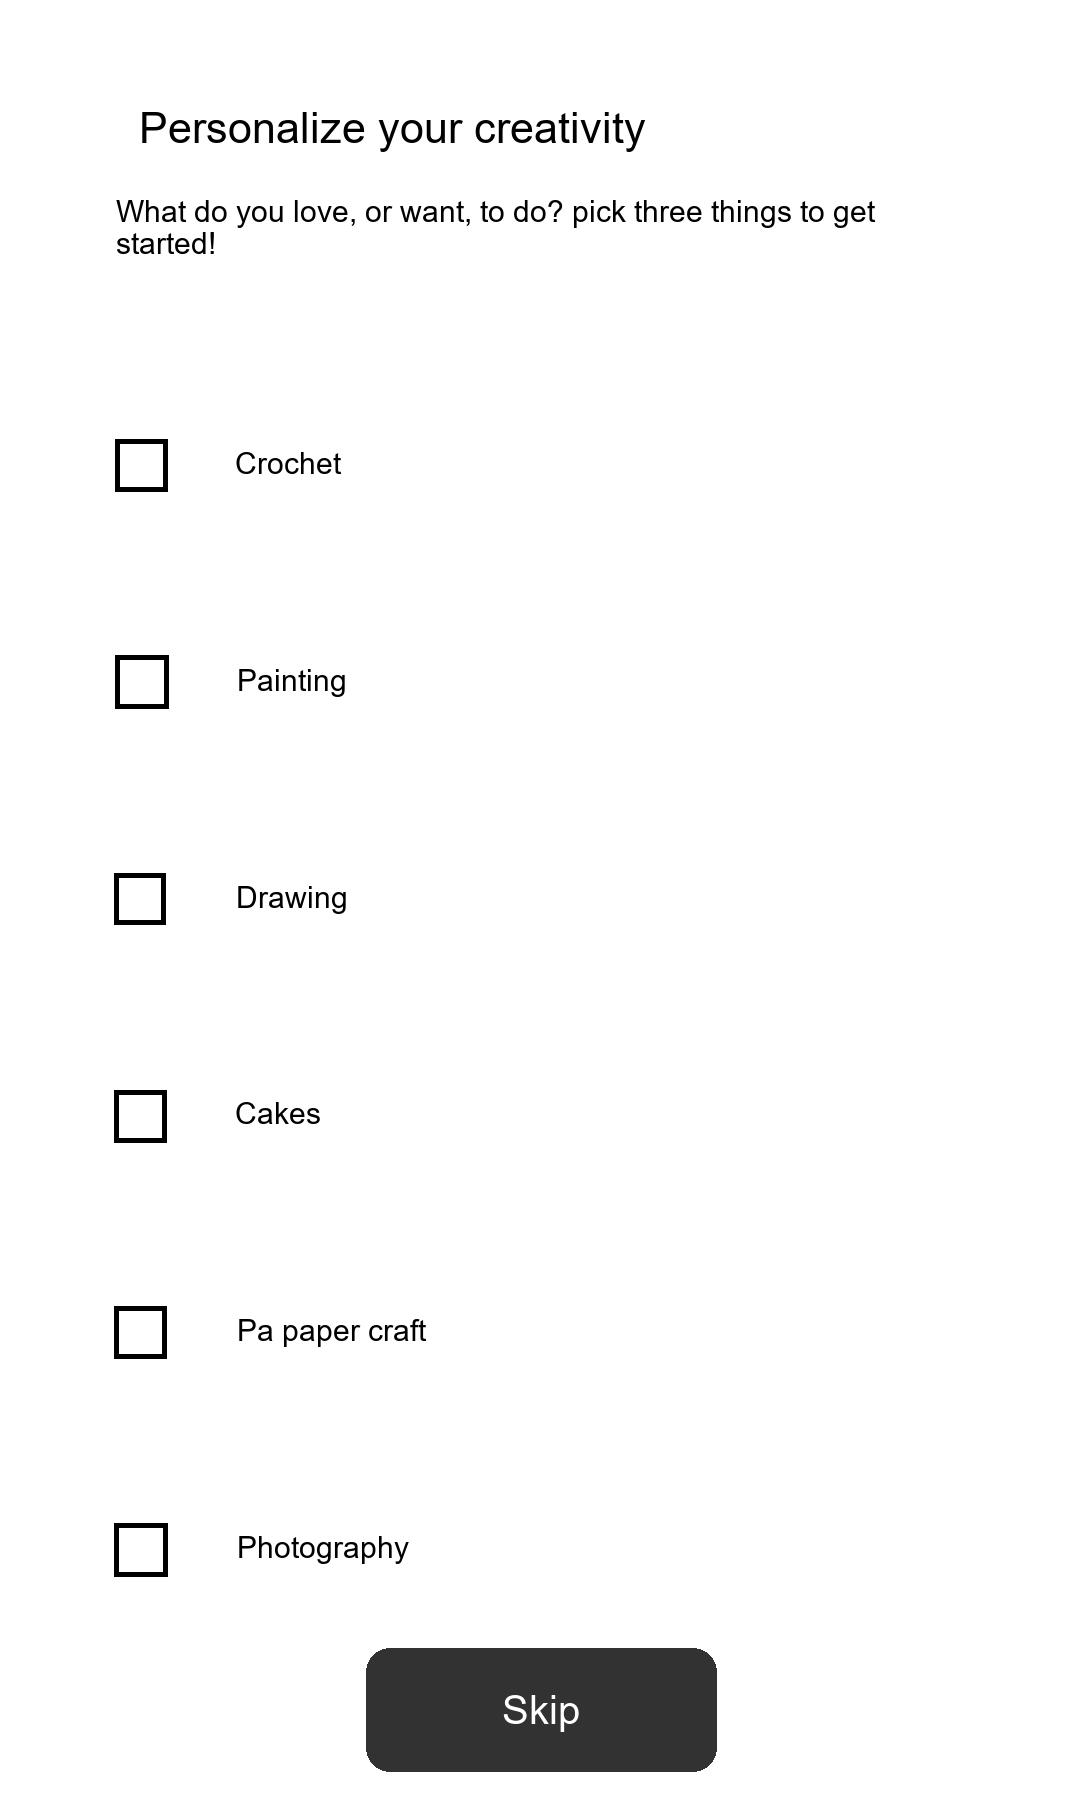 Personalize your creativity
What do you love, or want, to do? pick three things to get
started!
Crochet
Painting
Drawing
Cakes
Pa paper craft
Photography
Skip